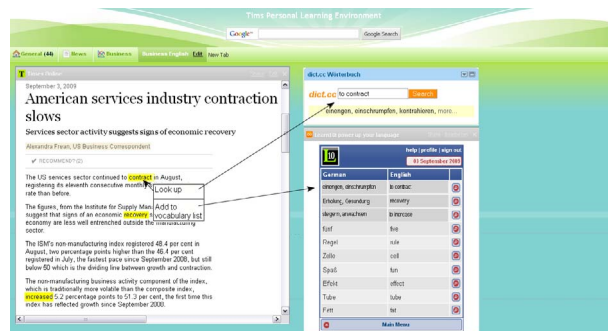 Tims Personal Learning Environment
Google
Google Search
General (44) News Business Business English Edit New Tab
Times Online
September 3, 2009
American services industry contraction
slows
Services sector activity suggests signs of economic recovery
Alexandra Frean, US Business Correspondent
RECOMMEND? (2)
The US services sector continued to contract in August,
registering its eleventh consecutive monthly
rate than before.
The figures, from the Institute for Supply Man
suggest that signs of an economic recovery
economy are less well entrenched outside the manufacturing
sector.
The ISM's non-manufacturing index registered 48.4 per cent in
August, two percentage points higher than the 46.4 per cent
registered in July, the fastest pace since September 2008, but still
below 50 which is the dividing line between growth and contraction.
The non-manufacturing business activity component of the index,
which is traditionally more volatile than the composite index,
increased 5.2 percentage points to 51.3 per cent, the first time this
index has reflected growth since September 2008.
Look up
Add to
vocabulary list
dict.cc Wörterbuch
dict.cc to contract Search
einengen, einschrumpfen, kontrahieren, more...
help | profile | sign out
03 September 2009
German English
einengen, einschrumpfen to contract
Erholung, Gesundung recovery
steigern, anwachsen to increase
fünf five
Regel rule
Zelle cell
Spaß fun
Effekt effect
Tube tube
Fett fat
Main Menu